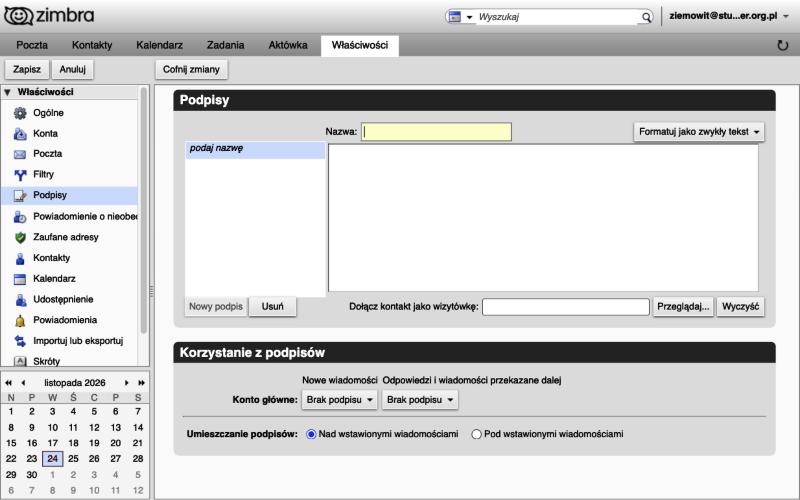 zimbra
Wyszukaj
ziemowit@stu...er.org.pl
Poczta Kontakty Kalendarz Zadania Aktówka Właściwości
Zapisz Anuluj Cofnij zmiany
Właściwości
Ogólne
Konta
Poczta
Filtry
Podpisy
Powiadomienie o nieobec
Zaufane adresy
Kontakty
Kalendarz
Udostępnienie
Powiadomienia
Importuj lub eksportuj
Skróty
listopada 2026
N P W Ś C P S
1 2 3 4 5 6 7
8 9 10 11 12 13 14
15 16 17 18 19 20 21
22 23 24 25 26 27 28
29 30 1 2 3 4 5
6 7 8 9 10 11 12
Podpisy
Nazwa:
Formatuj jako zwykły tekst
podaj nazwę
Nowy podpis Usuń
Dołącz kontakt jako wizytówkę: Przeglądaj... Wyczyść
Korzystanie z podpisów
Nowe wiadomości Odpowiedzi i wiadomości przekazane dalej
Konto główne: Brak podpisu Brak podpisu
Umieszczanie podpisów: Nad wstawionymi wiadomościami Pod wstawionymi wiadomościami